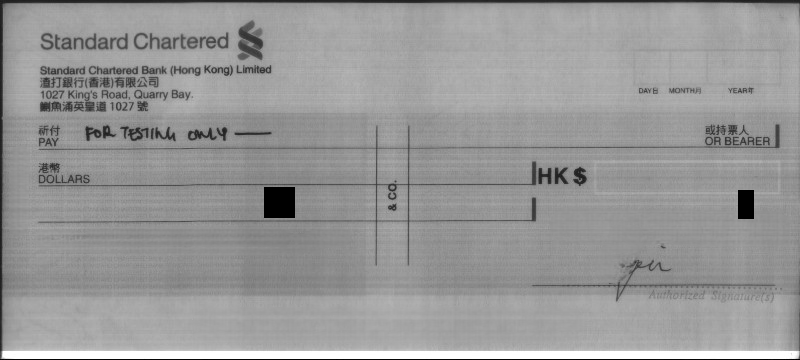 Standard Chartered
Standard Chartered Bank (Hong Kong) Limited
渣打銀行(香港)有限公司
1027 King's Road, Quarry Bay.
鰂魚涌英皇道 1027 號
DAY日 MONTH月 YEAR年
祈付
PAY
FOR TESTING ONLY
或持票人
OR BEARER
港幣
DOLLARS
HK $
& CO.
Authorized Signature(s)